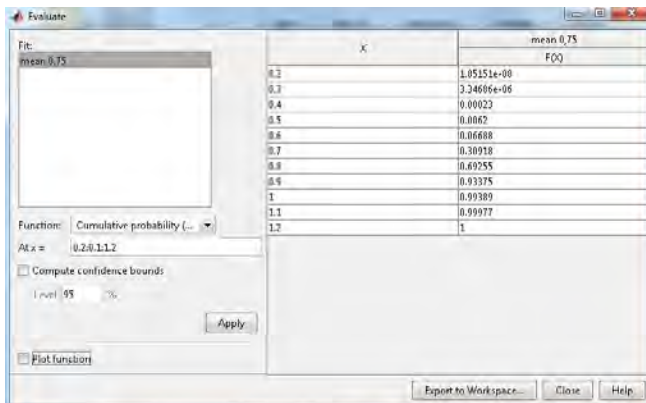 Evaluate
Fit:
mean 0,75
Function: Cumulative probability (...
At x = 0.2:0.1:1.2
Compute confidence bounds
Level 95 %
Apply
Plot function
X mean 0,75
F(X)
0.2 1.85151e-08
0.3 3.34606e-06
0.4 0.00023
0.5 0.0062
0.6 0.06688
0.7 0.30918
0.8 0.69255
0.9 0.93375
1 0.99389
1.1 0.99977
1.2 1
Export to Workspace... Close Help